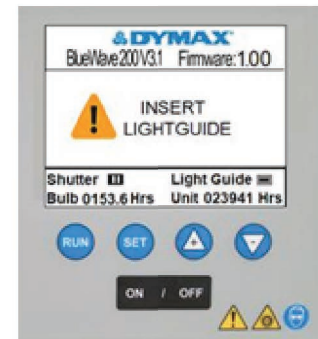 DYMAX
BlueWave 200 V3.1 Firmware: 1.00
INSERT
LIGHTGUIDE
Shutter Light Guide
Bulb 0153.6 Hrs Unit 023941 Hrs
RUN SET + -
ON / OFF